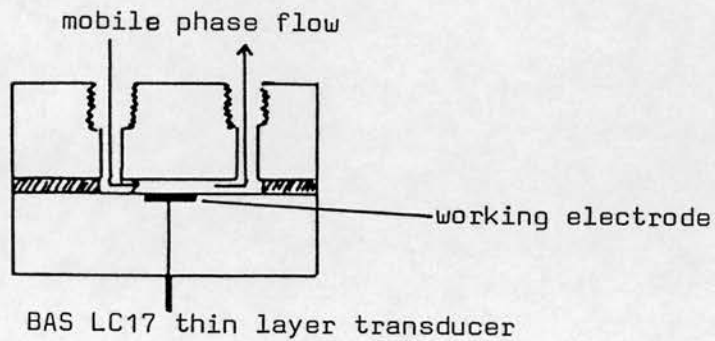 mobile phase flow
working electrode
BAS LC17 thin layer transducer